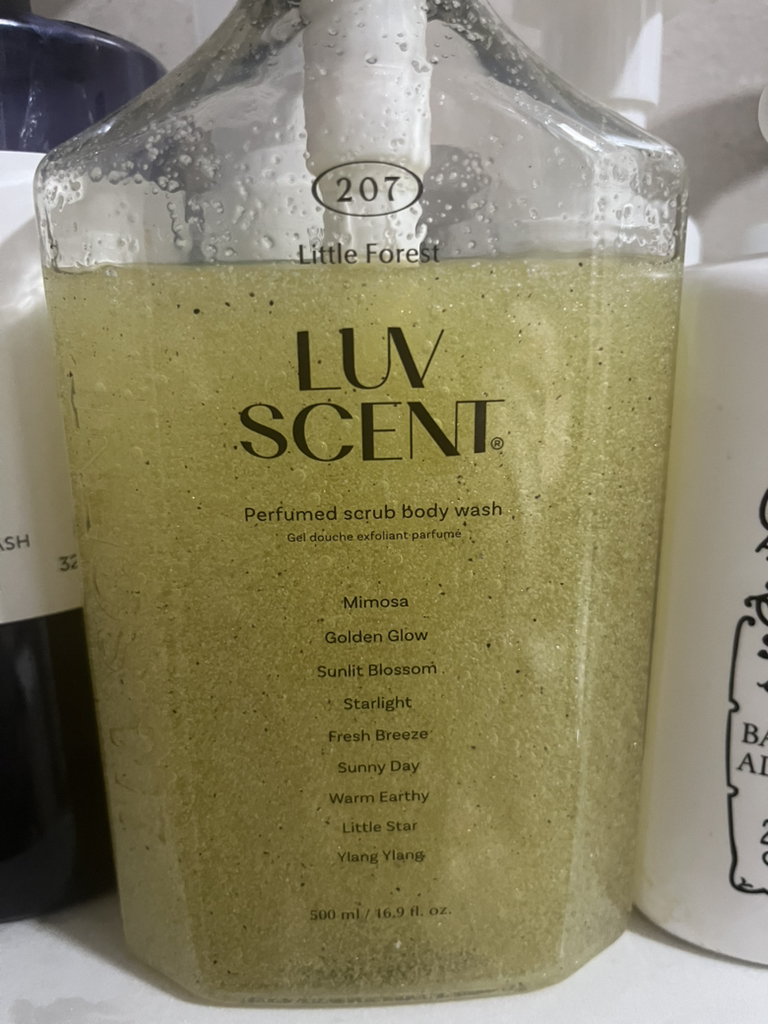 207
Little Forest
LUV
SCENT®
Perfumed scrub body wash
Gel douche exfoliant parfumé
Mimosa
Golden Glow
Sunlit Blossom
Starlight
Fresh Breeze
Sunny Day
Warm Earthy
Little Star
Ylang Ylang
500 ml / 16.9 fl. oz.